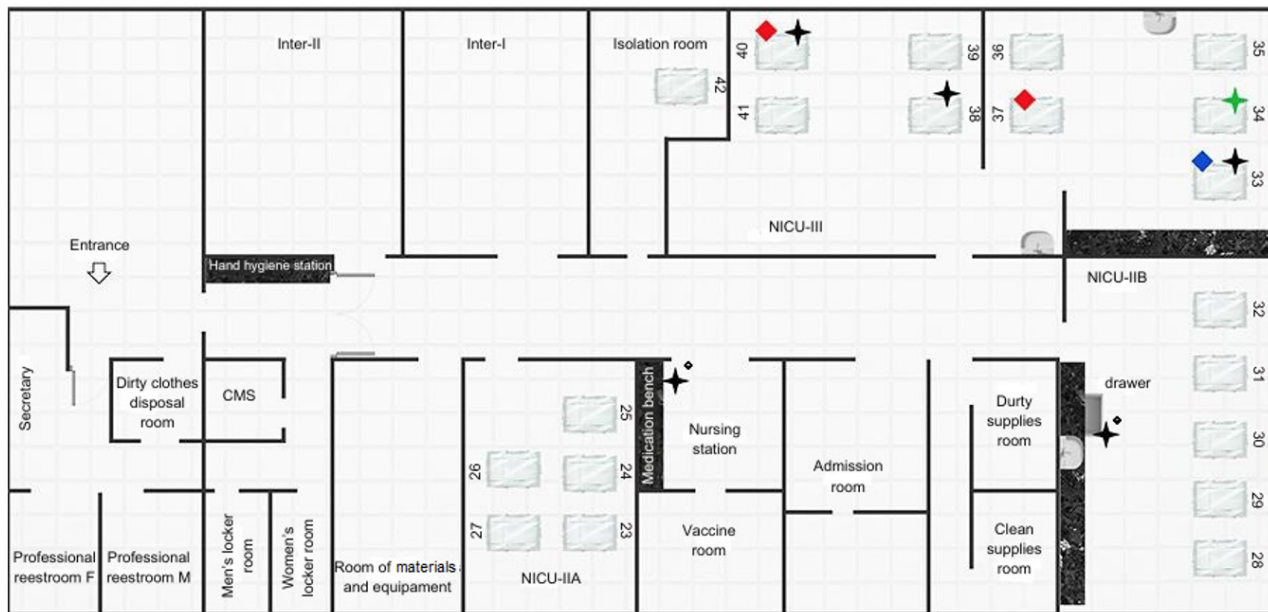 Inter-II
Inter-I
Isolation room
42
40
41
39
38
36
37
35
34
33
NICU-III
Entrance
Hand hygiene station
NICU-IIB
32
31
30
29
28
drawer
Secretary
Dirty clothes
disposal
room
CMS
25
24
23
26
27
NICU-IIA
Medication bench
Nursing
station
Admission
room
Durty
supplies
room
Clean
supplies
room
Vaccine
room
Professional
reestroom F
Professional
reestroom M
Men's locker
room
Women's
locker room
Room of materials
and equipament